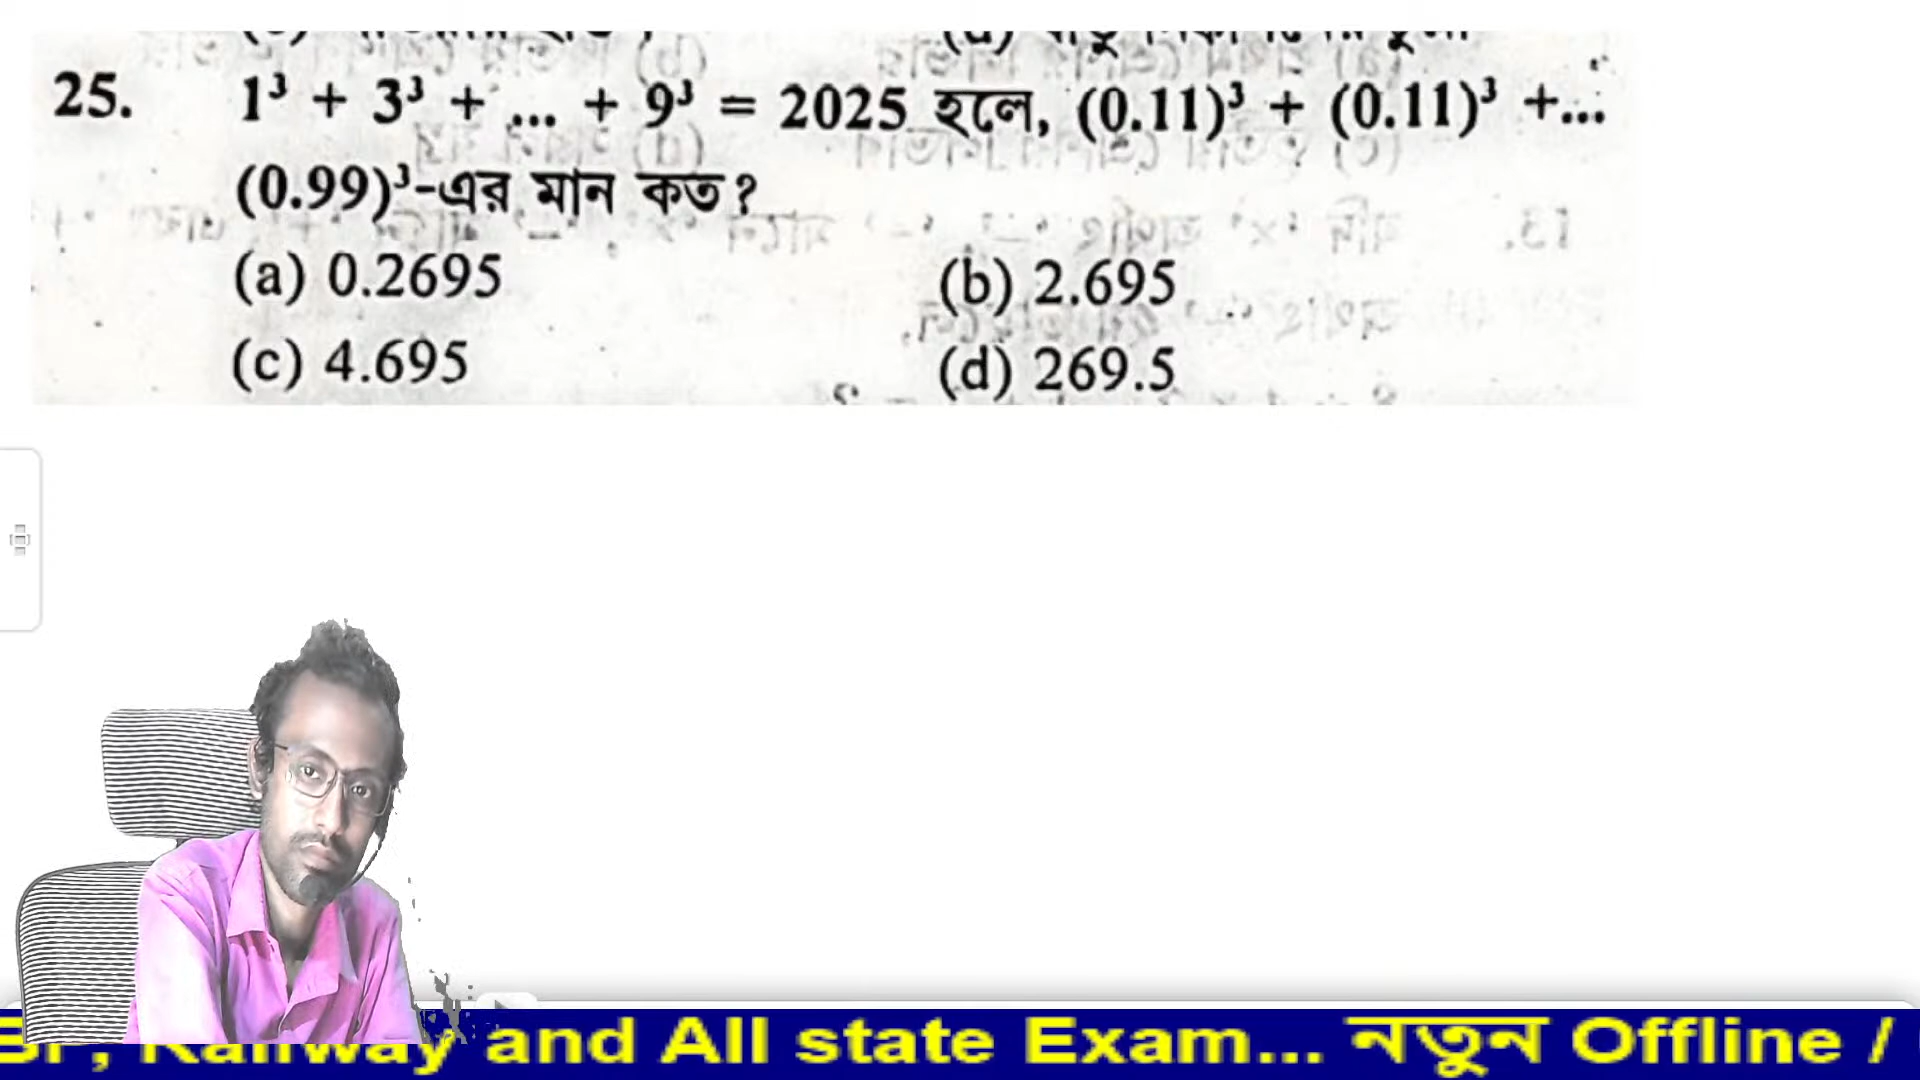 25. 1³ + 3³ + ... + 9³ = 2025 হলে, (0.11)³ + (0.11)³ +...
(0.99)³-এর মান কত?
(a) 0.2695 (b) 2.695
(c) 4.695 (d) 269.5
and All state Exam... নতুন Offline /